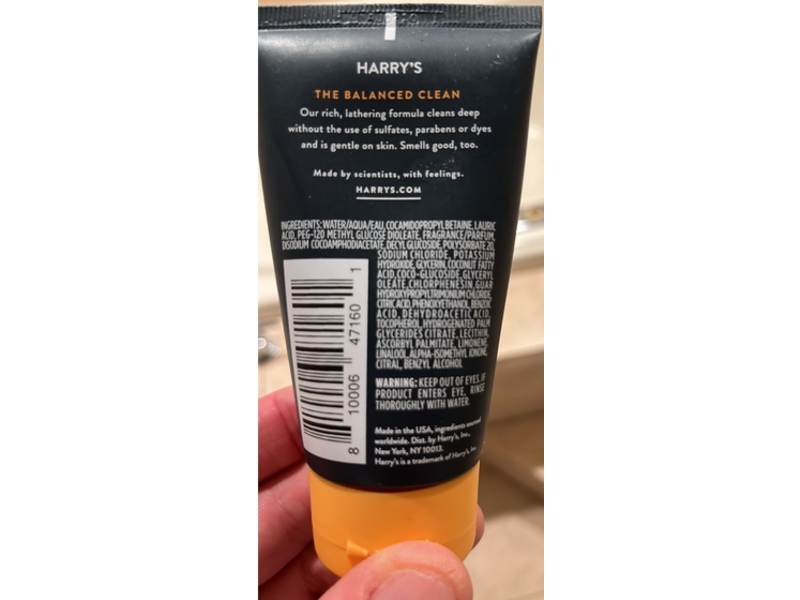 HARRY'S
THE BALANCED CLEAN
Our rich, lathering formula cleans deep
without the use of sulfates, parabens or dyes
and is gentle on skin. Smells good, too.
Made by scientists, with feelings.
HARRYS.COM
INGREDIENTS: WATER/AQUA/EAU, COCAMIDOPROPYL BETAINE, LAURIC
ACID, PEG-120 METHYL GLUCOSE DIOLEATE, FRAGRANCE/PARFUM,
DISODIUM COCOAMPHODIACETATE, DECYL GLUCOSIDE, POLYSORBATE 20,
SODIUM CHLORIDE, POTASSIUM
HYDROXIDE, GLYCERIN, COCONUT FATTY
ACID, COCO-GLUCOSIDE, GLYCERYL
OLEATE, CHLORPHENESIN, GUAR
HYDROXYPROPYLTRIMONIUM CHLORIDE,
CITRIC ACID, PHENOXYETHANOL, BENZOIC
ACID, DEHYDROACETIC ACID,
TOCOPHEROL, HYDROGENATED PALM
GLYCERIDES CITRATE, LECITHIN,
ASCORBYL PALMITATE, LIMONENE,
LINALOOL, ALPHA-ISOMETHYL IONONE,
CITRAL, BENZYL ALCOHOL
WARNING: KEEP OUT OF EYES. IF
PRODUCT ENTERS EYE, RINSE
THOROUGHLY WITH WATER.
Made in the USA, ingredients sourced
worldwide. Dist. by Harry's, Inc.,
New York, NY 10013.
Harry's is a trademark of Harry's, Inc.
8 10006 47160 1